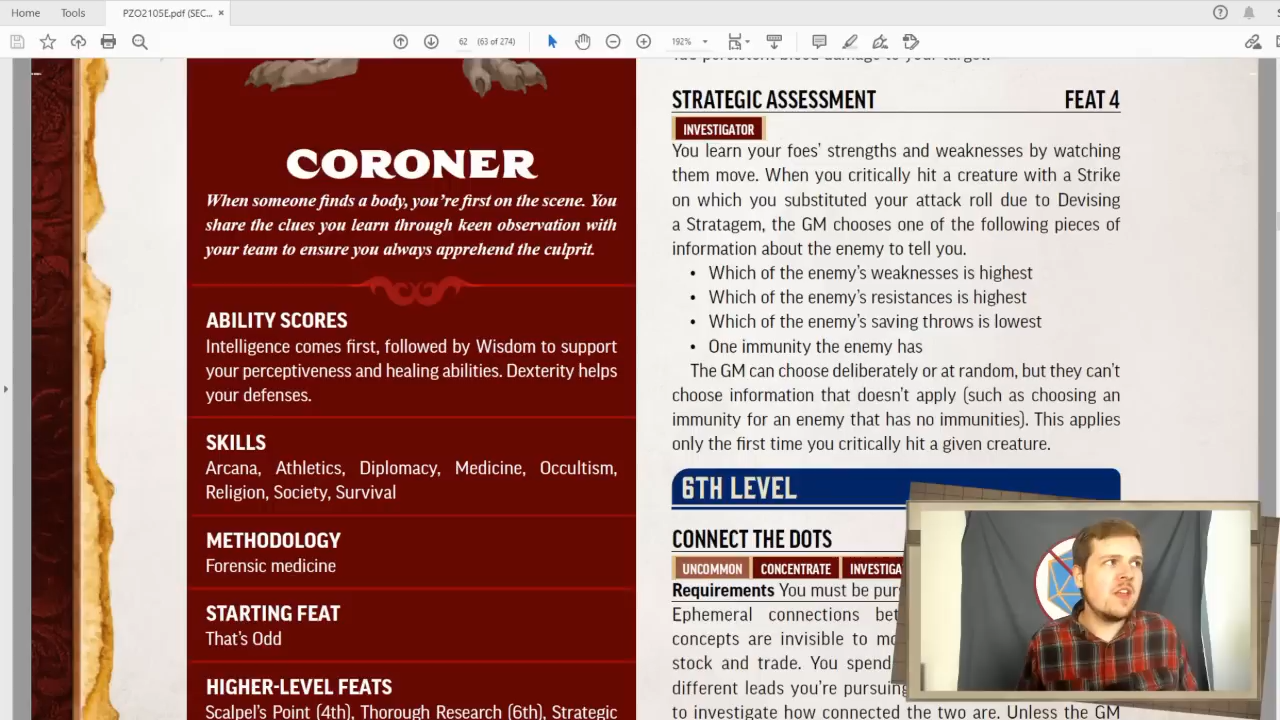 Home Tools PZO2105E.pdf (SEC... ×
62 (63 of 274) 192%
CORONER
When someone finds a body, you're first on the scene. You
share the clues you learn through keen observation with
your team to ensure you always apprehend the culprit.
ABILITY SCORES
Intelligence comes first, followed by Wisdom to support
your perceptiveness and healing abilities. Dexterity helps
your defenses.
SKILLS
Arcana, Athletics, Diplomacy, Medicine, Occultism,
Religion, Society, Survival
METHODOLOGY
Forensic medicine
STARTING FEAT
That's Odd
HIGHER-LEVEL FEATS
Scalpel's Point (4th), Thorough Research (6th), Strategic
persistent blood damage to your target.
STRATEGIC ASSESSMENT FEAT 4
INVESTIGATOR
You learn your foes' strengths and weaknesses by watching
them move. When you critically hit a creature with a Strike
on which you substituted your attack roll due to Devising
a Stratagem, the GM chooses one of the following pieces of
information about the enemy to tell you.
• Which of the enemy's weaknesses is highest
• Which of the enemy's resistances is highest
• Which of the enemy's saving throws is lowest
• One immunity the enemy has
The GM can choose deliberately or at random, but they can't
choose information that doesn't apply (such as choosing an
immunity for an enemy that has no immunities). This applies
only the first time you critically hit a given creature.
6TH LEVEL
CONNECT THE DOTS
UNCOMMON CONCENTRATE INVESTIGA
Requirements You must be pur
Ephemeral connections bet
concepts are invisible to mo
stock and trade. You spend
different leads you're pursuing
to investigate how connected the two are. Unless the GM